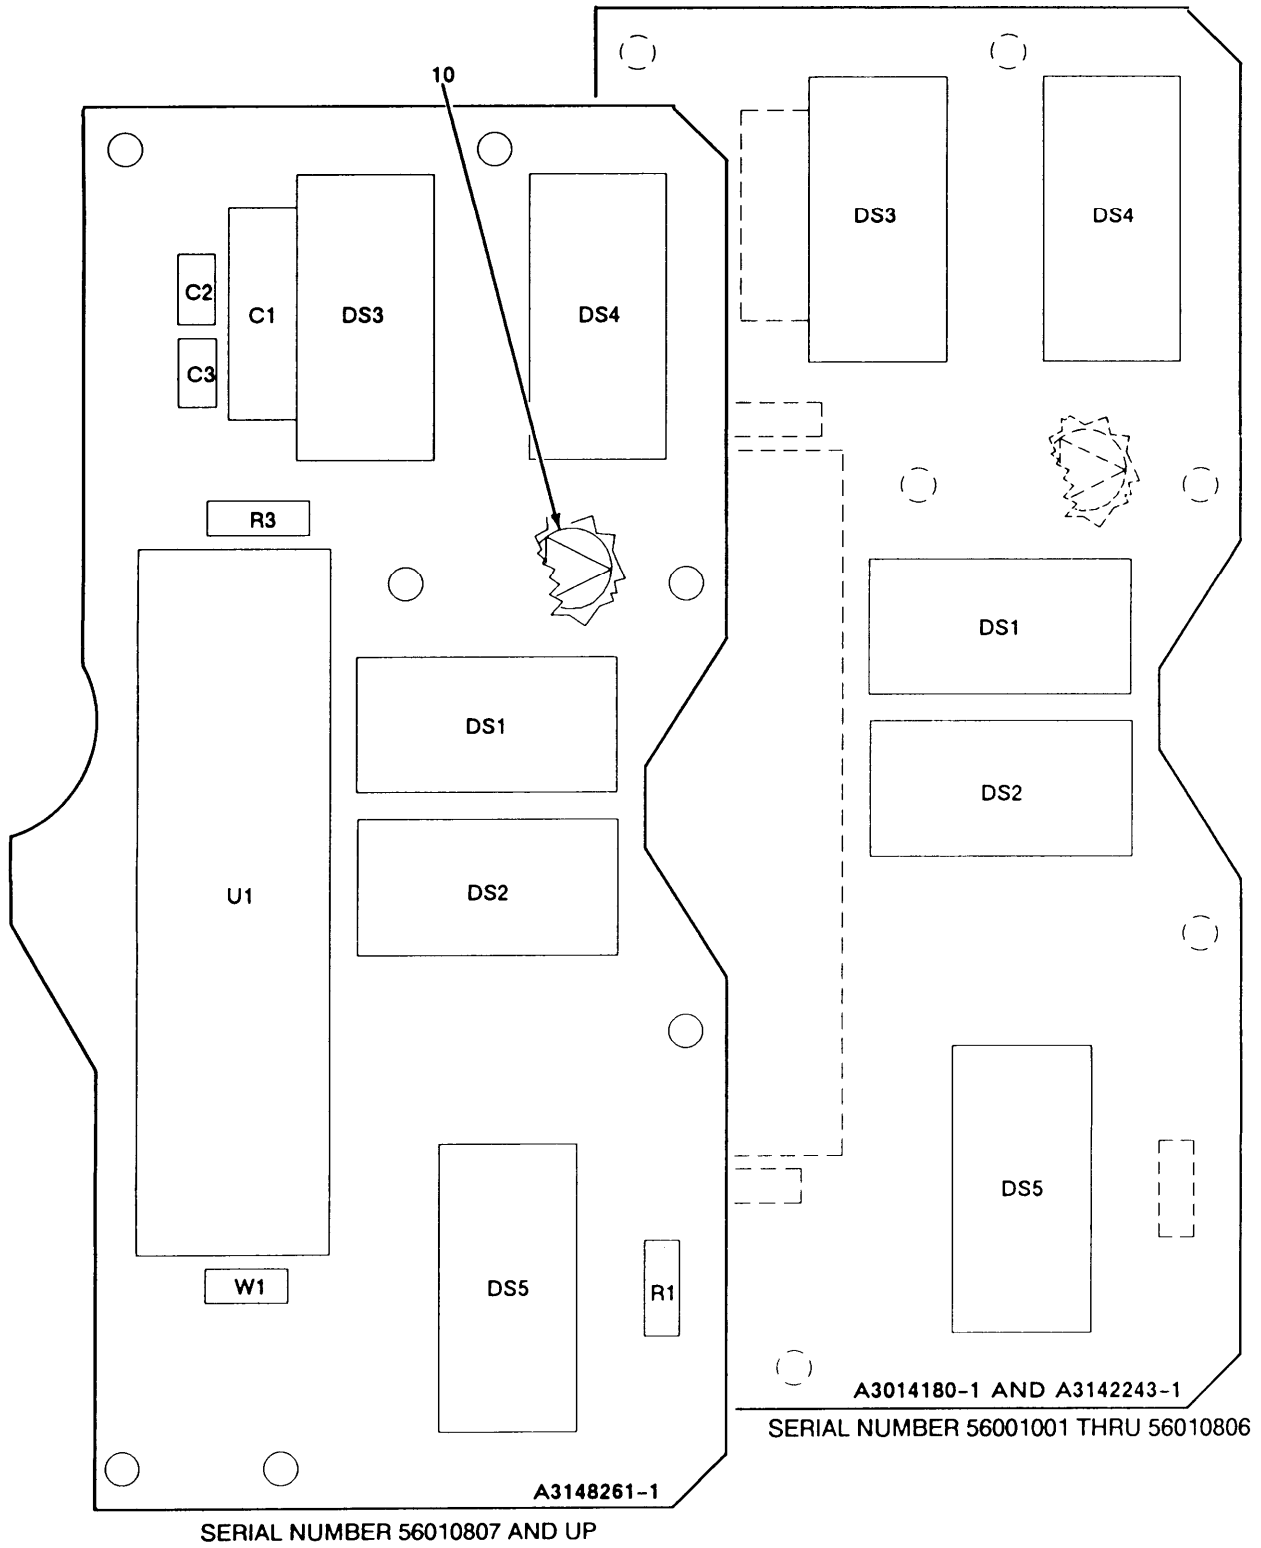 10
DS3
DS4
C2
C1
DS3
DS4
C3
R3
DS1
DS1
DS2
U1
DS2
DS5
W1
DS5
R1
A3014180-1 AND A3142243-1
SERIAL NUMBER 56001001 THRU 56010806
A3148261-1
SERIAL NUMBER 56010807 AND UP